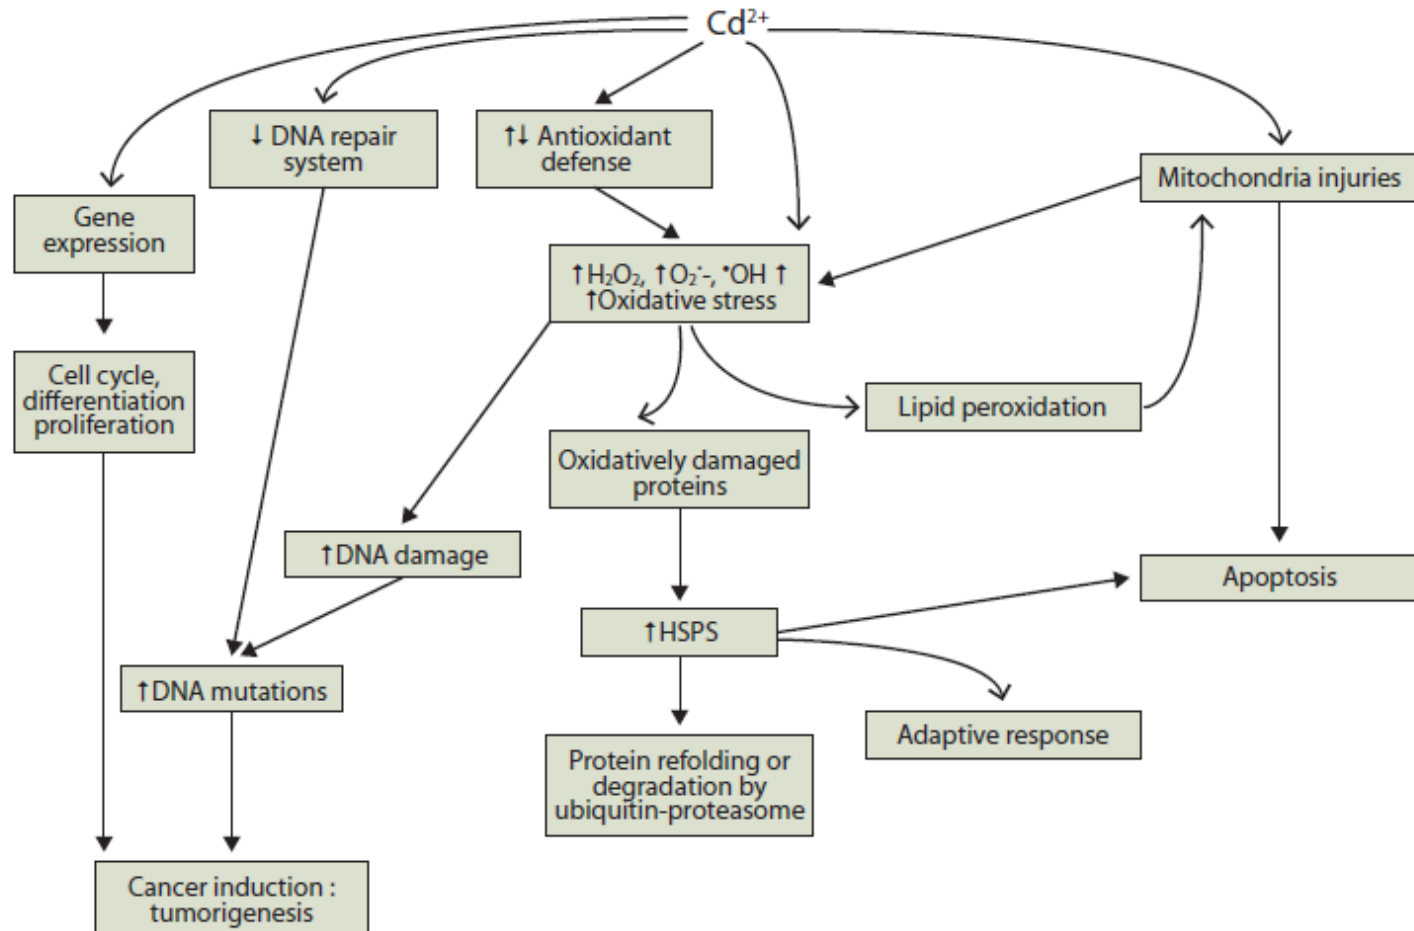 Cd²⁺
↓ DNA repair
system
↑↓ Antioxidant
defense
Mitochondria injuries
Gene
expression
↑H₂O₂, ↑O₂˙-, •OH ↑
↑Oxidative stress
Cell cycle,
differentiation
proliferation
Lipid peroxidation
Oxidatively damaged
proteins
↑DNA damage
Apoptosis
↑HSPS
↑DNA mutations
Adaptive response
Protein refolding or
degradation by
ubiquitin-proteasome
Cancer induction :
tumorigenesis